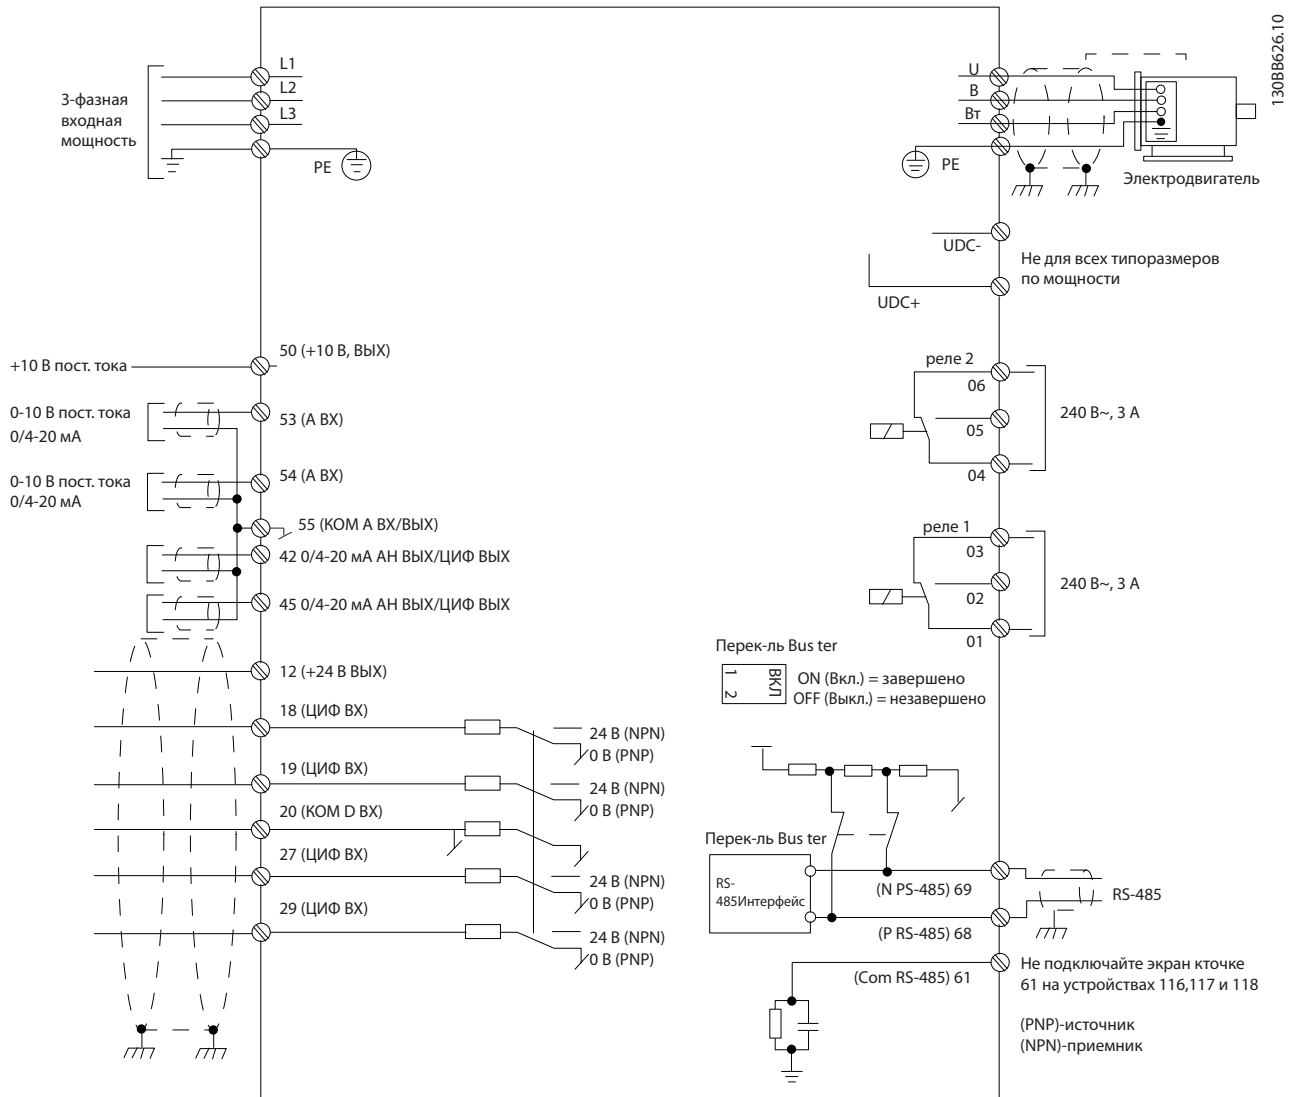 130BB626.10
3-фазная
входная
мощность
L1
L2
L3
PE
U
В
Вт
PE
Электродвигатель
UDC-
UDC+
Не для всех типоразмеров
по мощности
+10 В пост. тока
50 (+10 В, ВЫХ)
0-10 В пост. тока
0/4-20 мА
53 (А ВХ)
0-10 В пост. тока
0/4-20 мА
54 (А ВХ)
55 (КОМ А ВХ/ВЫХ)
42 0/4-20 мА АН ВЫХ/ЦИФ ВЫХ
45 0/4-20 мА АН ВЫХ/ЦИФ ВЫХ
12 (+24 В ВЫХ)
18 (ЦИФ ВХ)
24 В (NPN)
0 В (PNP)
19 (ЦИФ ВХ)
24 В (NPN)
0 В (PNP)
20 (КОМ D ВХ)
27 (ЦИФ ВХ)
24 В (NPN)
0 В (PNP)
29 (ЦИФ ВХ)
24 В (NPN)
0 В (PNP)
реле 2
06
05
04
240 В~, 3 А
реле 1
03
02
01
240 В~, 3 А
Перек-ль Bus ter
1
2
ВКЛ
ON (Вкл.) = завершено
OFF (Выкл.) = незавершено
Перек-ль Bus ter
RS-
485Интерфейс
(N PS-485) 69
(P RS-485) 68
RS-485
(Com RS-485) 61
Не подключайте экран кточке
61 на устройствах 116,117 и 118
(PNP)-источник
(NPN)-приемник